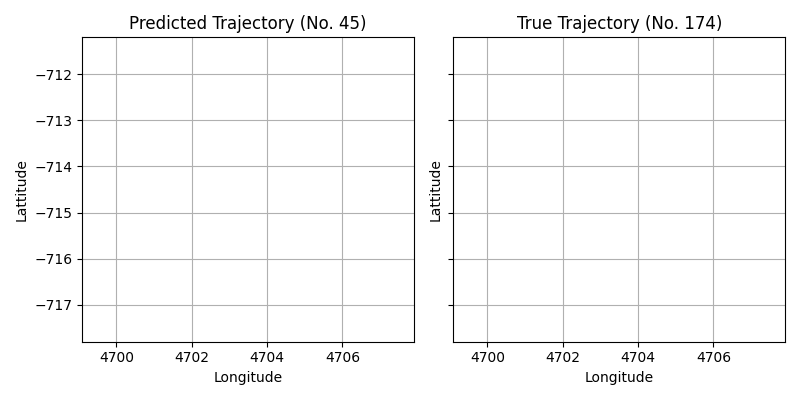 Predicted Trajectory (No. 45)
True Trajectory (No. 174)
Lattitude
−712
−713
−714
−715
−716
−717
4700 4702 4704 4706
Longitude
Lattitude
4700 4702 4704 4706
Longitude